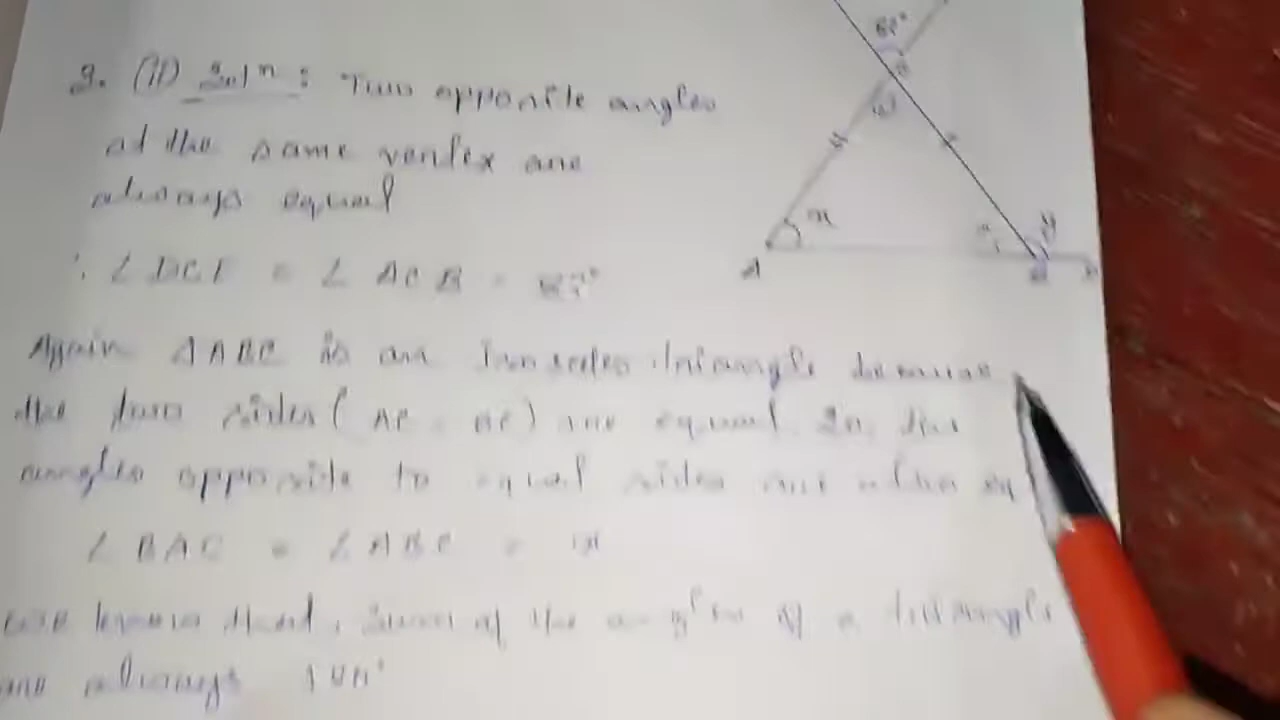 9. (ii) Solⁿ: Two opposite angles
at the same vertex are
always equal
∴ ∠DCE = ∠ACB =
Again ΔABC is an Isosceles triangle because
the two sides (AC = BC) are equal. So, the
angles opposite to equal sides are also eq
∠BAC = ∠ABC = x
we know that, sum of the angles of a triangle
are always 180°
x
y
A
B